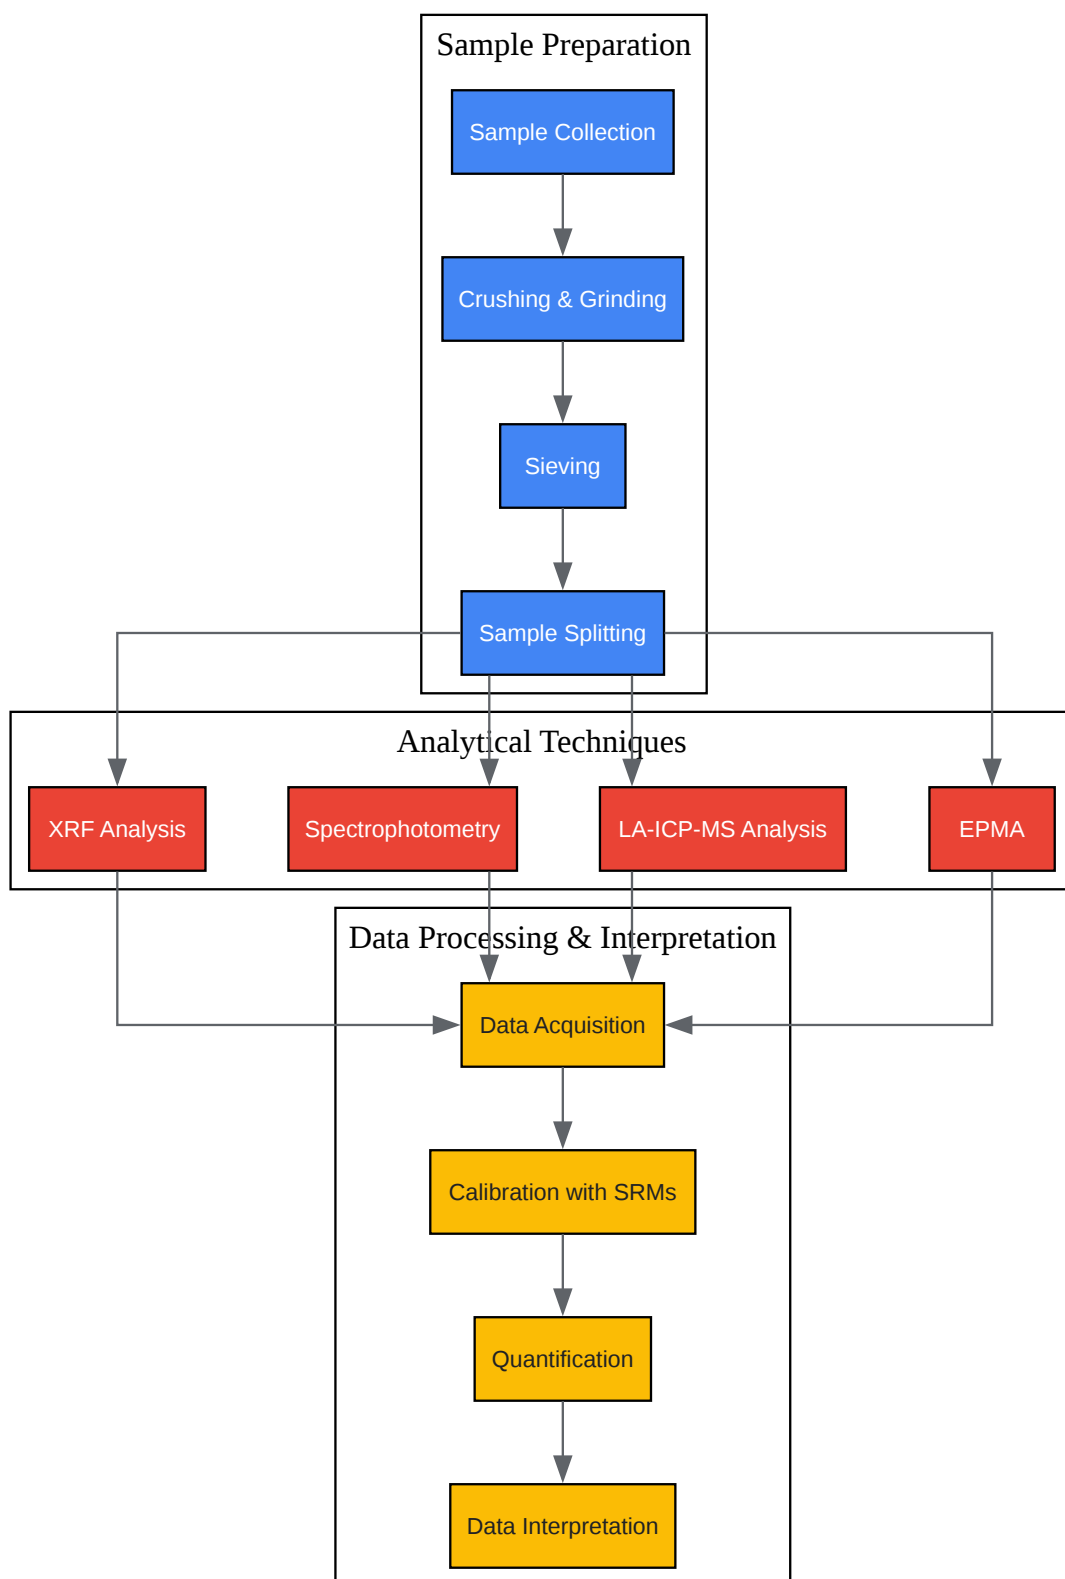 Sample Preparation
Sample Collection
Crushing & Grinding
Sieving
Sample Splitting
Analytical Techniques
XRF Analysis
Spectrophotometry
LA-ICP-MS Analysis
EPMA
Data Processing & Interpretation
Data Acquisition
Calibration with SRMs
Quantification
Data Interpretation